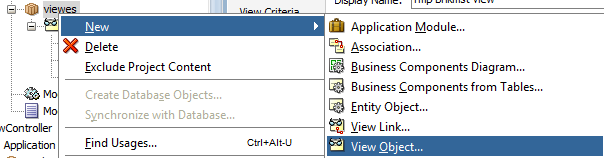 viewes
View Criteria
Display Name:
New
Application Module...
Delete
Association...
Exclude Project Content
Business Components Diagram...
Create Database Objects...
Business Components from Tables...
Synchronize with Database...
Entity Object...
Find Usages... Ctrl+Alt-U
View Link...
View Object...
Mo
Mo
wController
Application